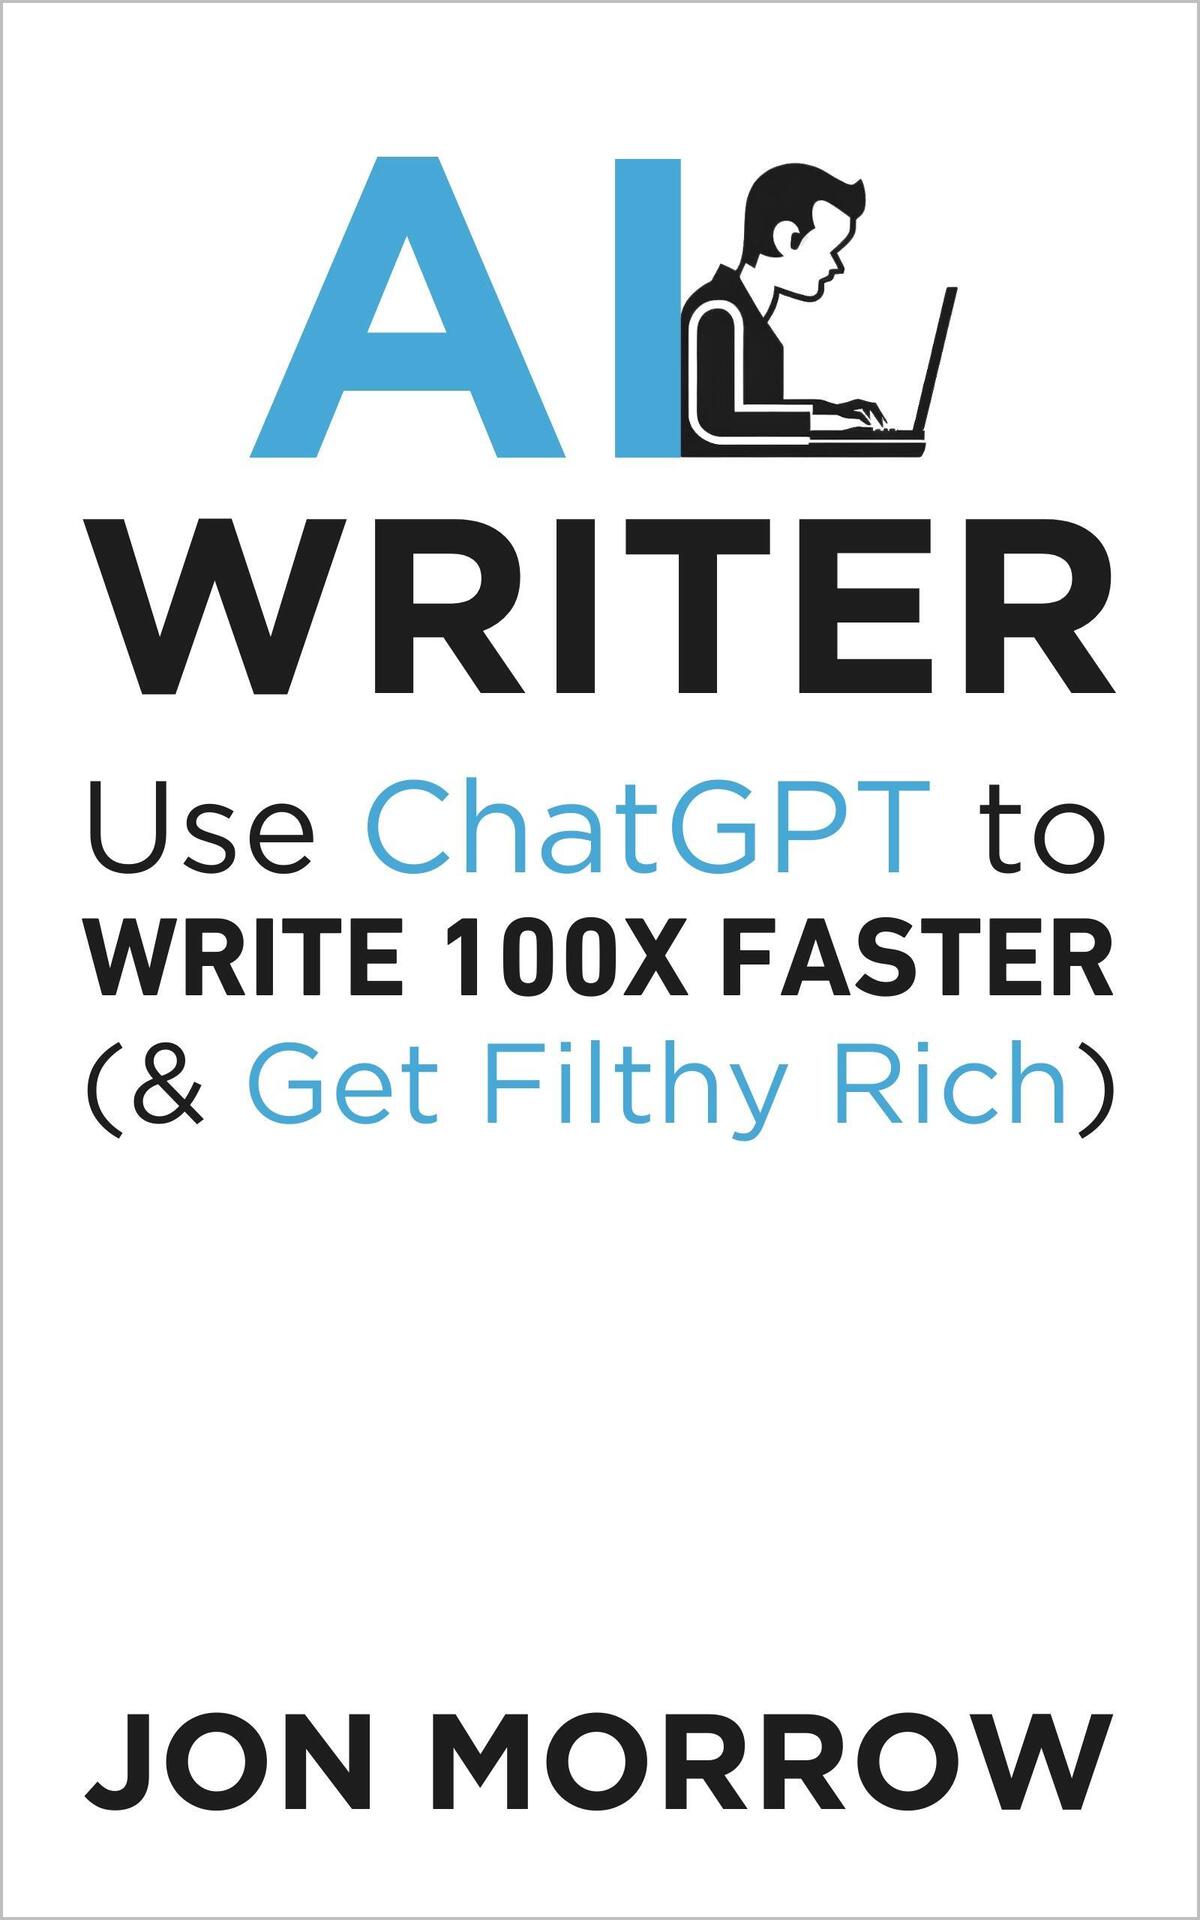 AI
WRITER
Use ChatGPT to
WRITE 100X FASTER
(& Get Filthy Rich)
JON MORROW